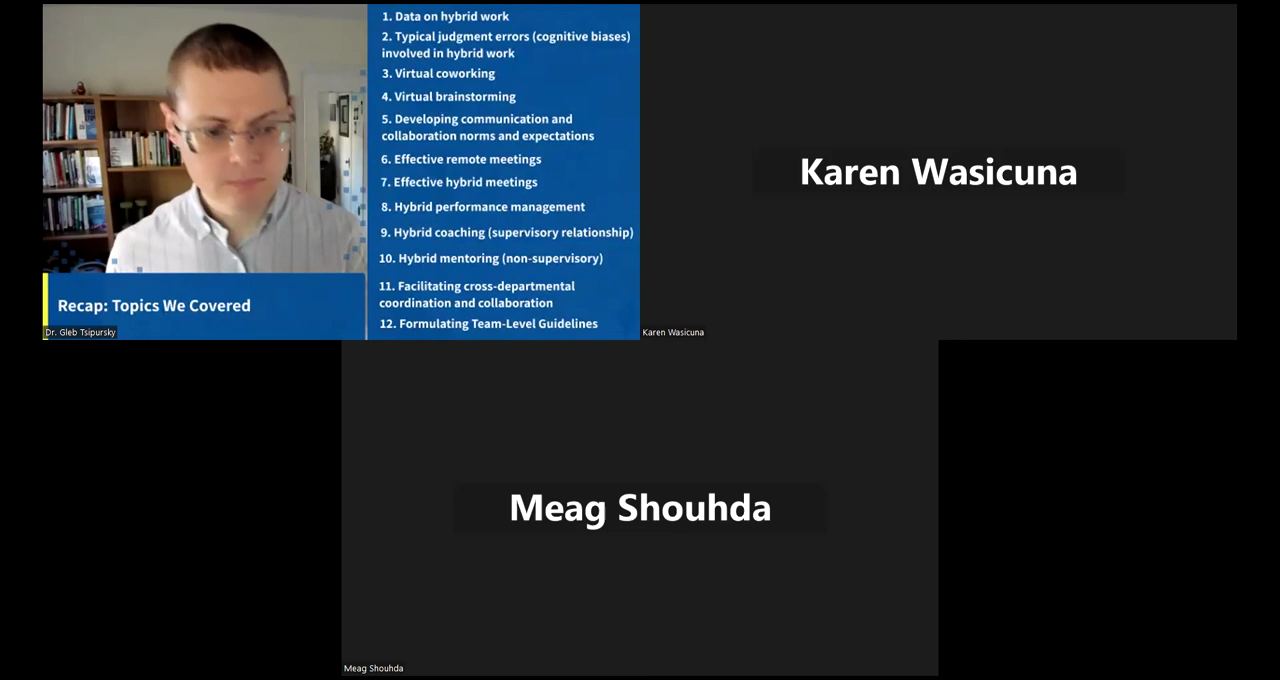 1. Data on hybrid work
2. Typical judgment errors (cognitive biases)
involved in hybrid work
3. Virtual coworking
4. Virtual brainstorming
5. Developing communication and
collaboration norms and expectations
6. Effective remote meetings
7. Effective hybrid meetings
8. Hybrid performance management
9. Hybrid coaching (supervisory relationship)
10. Hybrid mentoring (non-supervisory)
11. Facilitating cross-departmental
coordination and collaboration
12. Formulating Team-Level Guidelines
Recap: Topics We Covered
Dr. Gleb Tsipursky
Karen Wasicuna
Karen Wasicuna
Meag Shouhda
Meag Shouhda